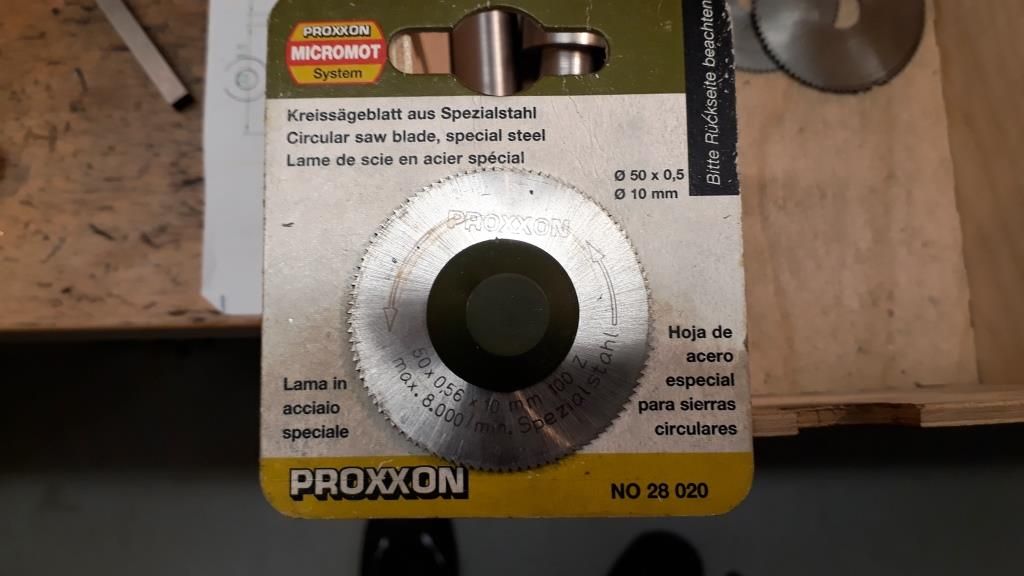 PROXXON
MICROMOT
System
Bitte Rückseite beachten
Kreissägeblatt aus Spezialstahl
Circular saw blade, special steel
Lame de scie en acier spécial
Ø 50 x 0,5
Ø 10 mm
PROXXON
50 x 0,56 x 10 mm 100 Z
max. 8.000/min. Spezialstahl
Lama in
acciaio
speciale
Hoja de
acero
especial
para sierras
circulares
PROXXON
NO 28 020